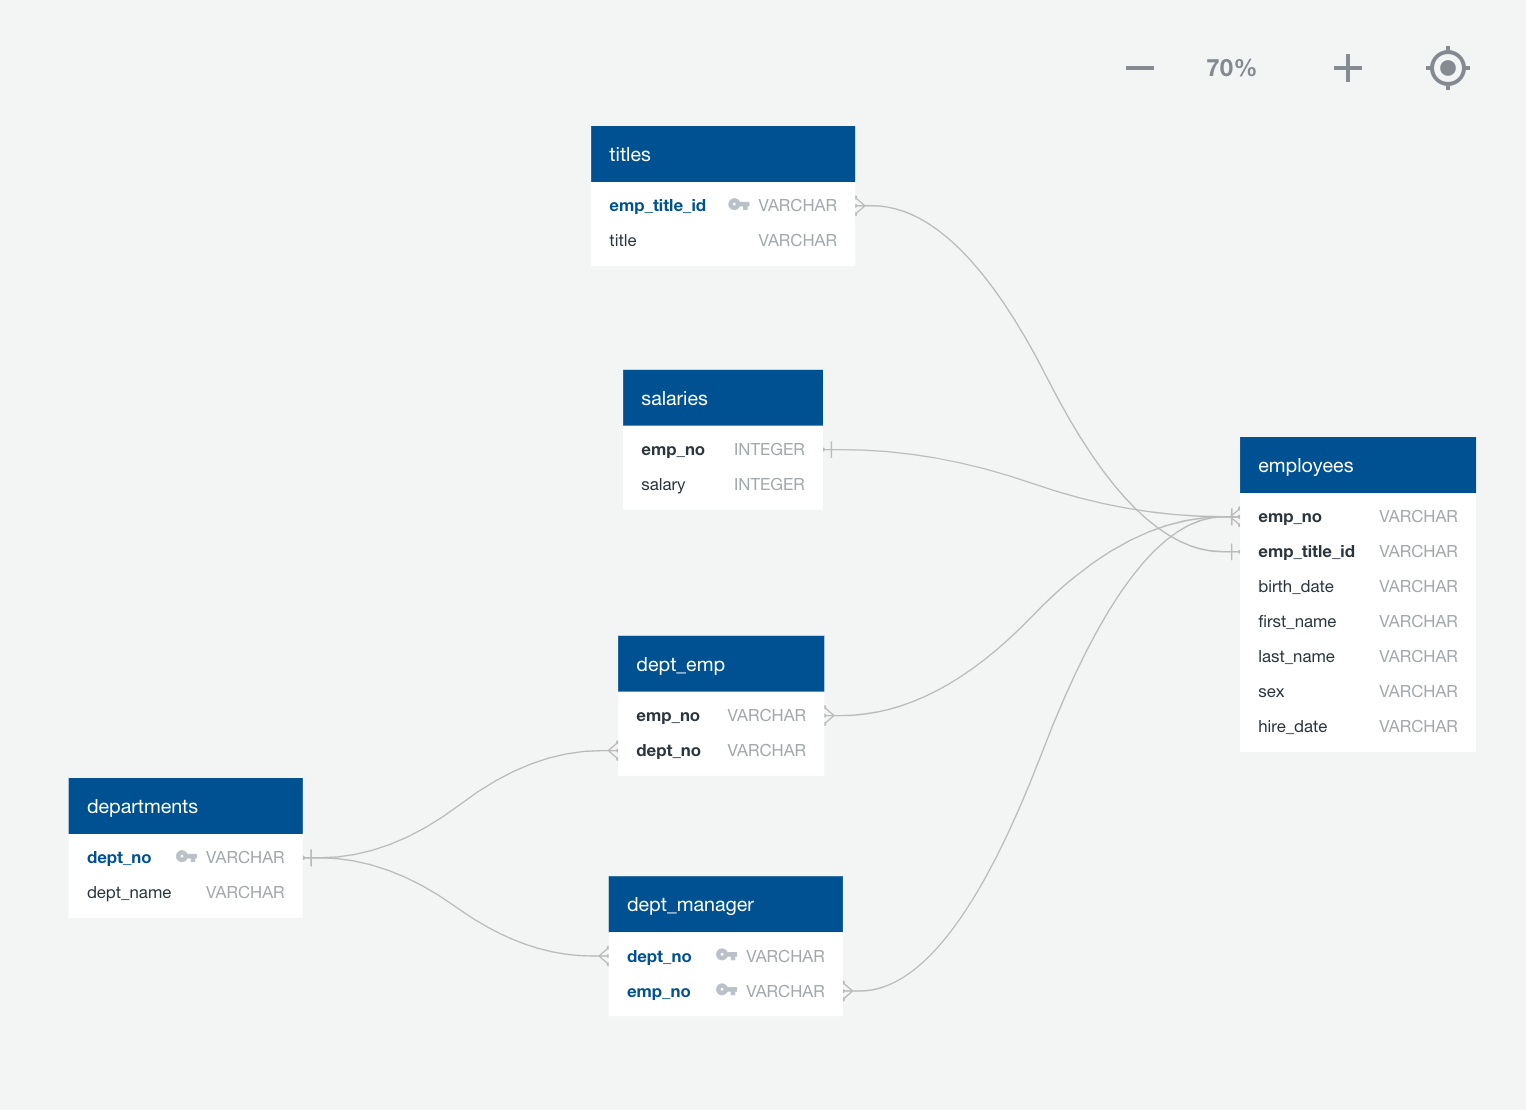 70%
titles
emp_title_id VARCHAR
title VARCHAR
salaries
emp_no INTEGER
salary INTEGER
employees
emp_no VARCHAR
emp_title_id VARCHAR
birth_date VARCHAR
first_name VARCHAR
last_name VARCHAR
sex VARCHAR
hire_date VARCHAR
dept_emp
emp_no VARCHAR
dept_no VARCHAR
departments
dept_no VARCHAR
dept_name VARCHAR
dept_manager
dept_no VARCHAR
emp_no VARCHAR